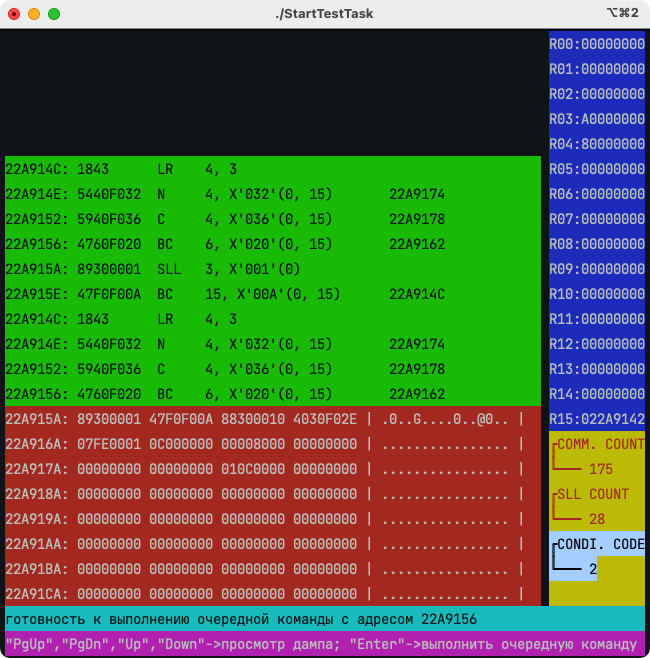 ./StartTestTask
⌥⌘2
22A914C: 1843 LR 4, 3
22A914E: 5440F032 N 4, X'032'(0, 15) 22A9174
22A9152: 5940F036 C 4, X'036'(0, 15) 22A9178
22A9156: 4760F020 BC 6, X'020'(0, 15) 22A9162
22A915A: 89300001 SLL 3, X'001'(0)
22A915E: 47F0F00A BC 15, X'00A'(0, 15) 22A914C
22A914C: 1843 LR 4, 3
22A914E: 5440F032 N 4, X'032'(0, 15) 22A9174
22A9152: 5940F036 C 4, X'036'(0, 15) 22A9178
22A9156: 4760F020 BC 6, X'020'(0, 15) 22A9162
22A915A: 89300001 47F0F00A 88300010 4030F02E | .0..G....0..@0.. |
22A916A: 07FE0001 0C000000 00008000 00000000 | ................ |
22A917A: 00000000 00000000 010C0000 00000000 | ................ |
22A918A: 00000000 00000000 00000000 00000000 | ................ |
22A919A: 00000000 00000000 00000000 00000000 | ................ |
22A91AA: 00000000 00000000 00000000 00000000 | ................ |
22A91BA: 00000000 00000000 00000000 00000000 | ................ |
22A91CA: 00000000 00000000 00000000 00000000 | ................ |
R00:00000000
R01:00000000
R02:00000000
R03:A0000000
R04:80000000
R05:00000000
R06:00000000
R07:00000000
R08:00000000
R09:00000000
R10:00000000
R11:00000000
R12:00000000
R13:00000000
R14:00000000
R15:022A9142
COMM. COUNT
175
SLL COUNT
28
CONDI. CODE
2
готовность к выполнению очередной команды с адресом 22A9156
"PgUp","PgDn","Up","Down"->просмотр дампа; "Enter"->выполнить очередную команду